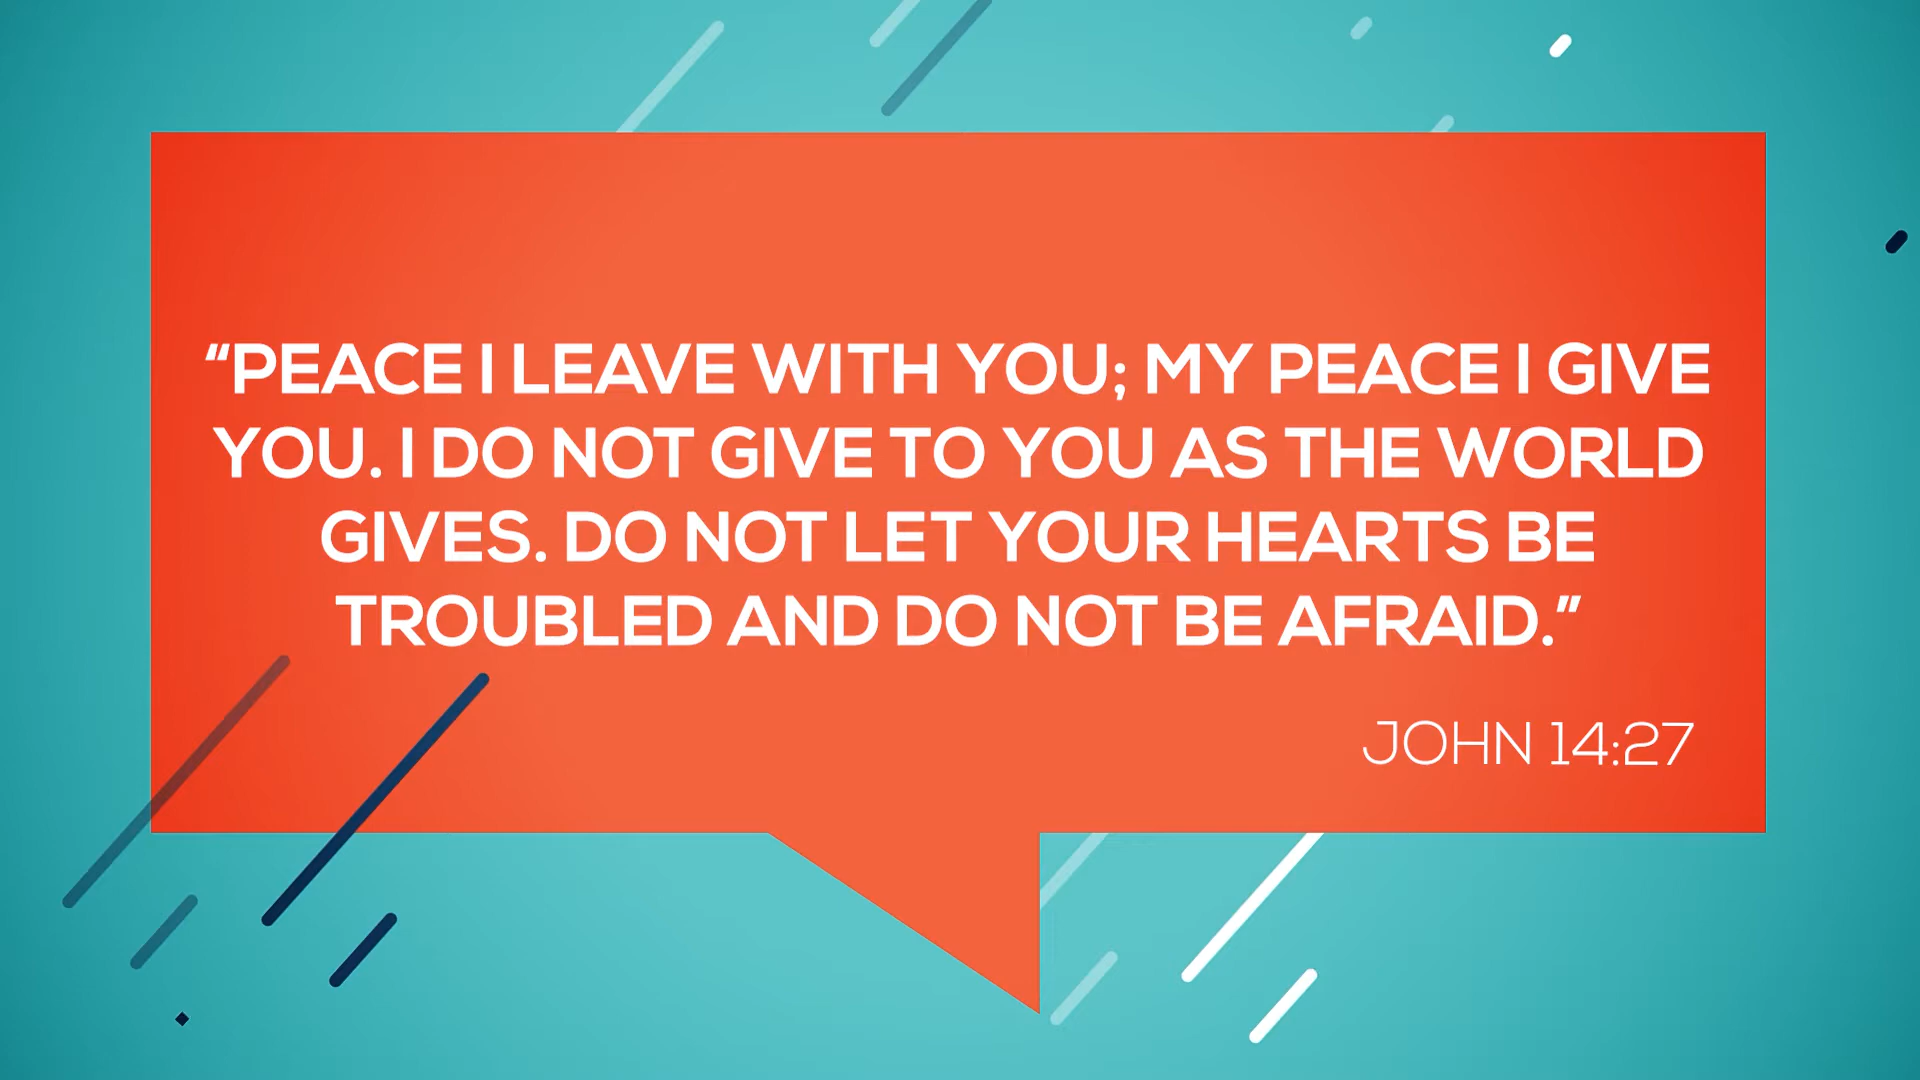 “PEACE I LEAVE WITH YOU; MY PEACE I GIVE
YOU. I DO NOT GIVE TO YOU AS THE WORLD
GIVES. DO NOT LET YOUR HEARTS BE
TROUBLED AND DO NOT BE AFRAID.”
JOHN 14:27